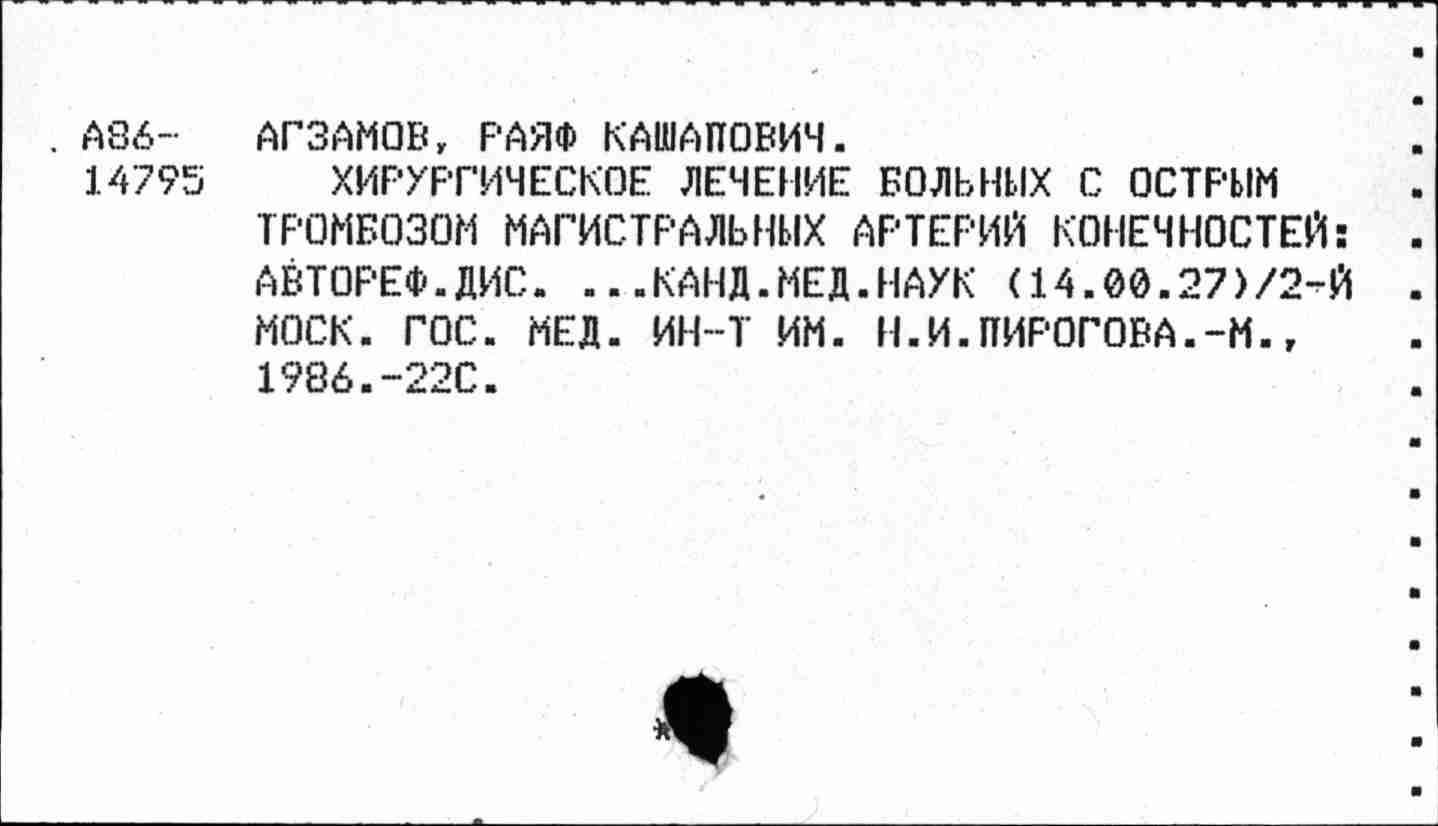 А86- АГЗАМОВ, РАЯФ КАШАПОВИЧ.
14795 ХИРУРГИЧЕСКОЕ ЛЕЧЕНИЕ БОЛЬНЫХ С ОСТРЫМ
ТРОМБОЗОМ МАГИСТРАЛЬНЫХ АРТЕРИЙ КОНЕЧНОСТЕЙ:
АВТОРЕФ.ДИС. ...КАНД.МЕД.НАУК (14.00.27)/2-Й
МОСК. ГОС. МЕД. ИН-Т ИМ. Н.И.ПИРОГОВА.-М.,
1986.-22С.
*